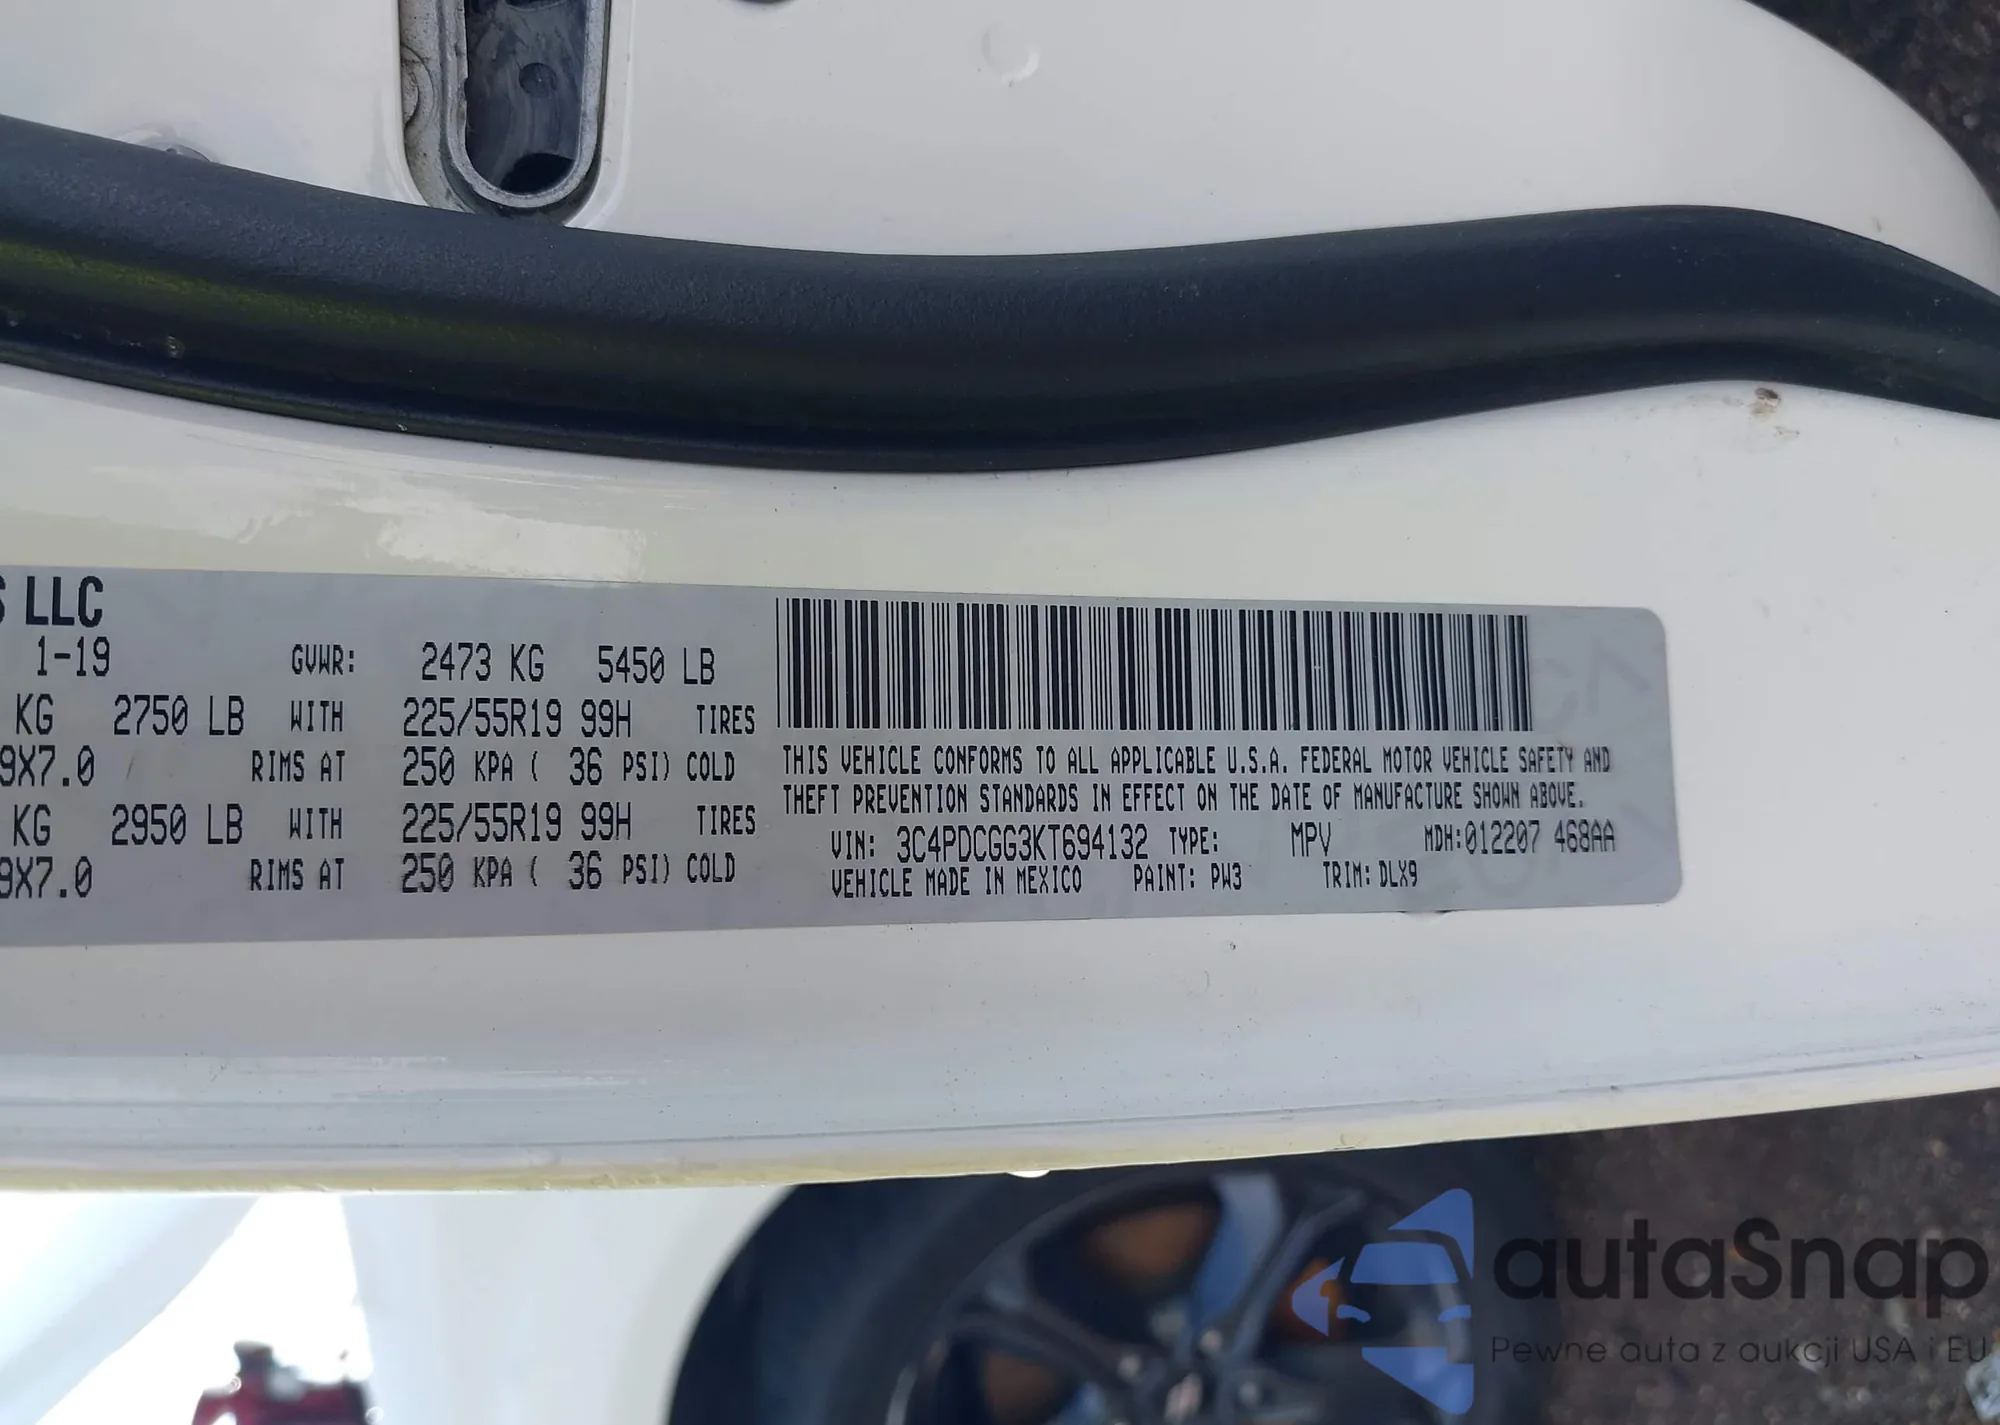 S LLC
1-19 GVWR: 2473 KG 5450 LB
KG 2750 LB WITH 225/55R19 99H TIRES
9X7.0 RIMS AT 250 KPA ( 36 PSI) COLD
KG 2950 LB WITH 225/55R19 99H TIRES
9X7.0 RIMS AT 250 KPA ( 36 PSI) COLD
THIS VEHICLE CONFORMS TO ALL APPLICABLE U.S.A. FEDERAL MOTOR VEHICLE SAFETY AND
THEFT PREVENTION STANDARDS IN EFFECT ON THE DATE OF MANUFACTURE SHOWN ABOVE.
VIN: 3C4PDCGG3KT694132 TYPE: MPV MDH:012207 468AA
VEHICLE MADE IN MEXICO PAINT: PW3 TRIM: DLX9
autaSnap
Pewne auta z aukcji USA i EU